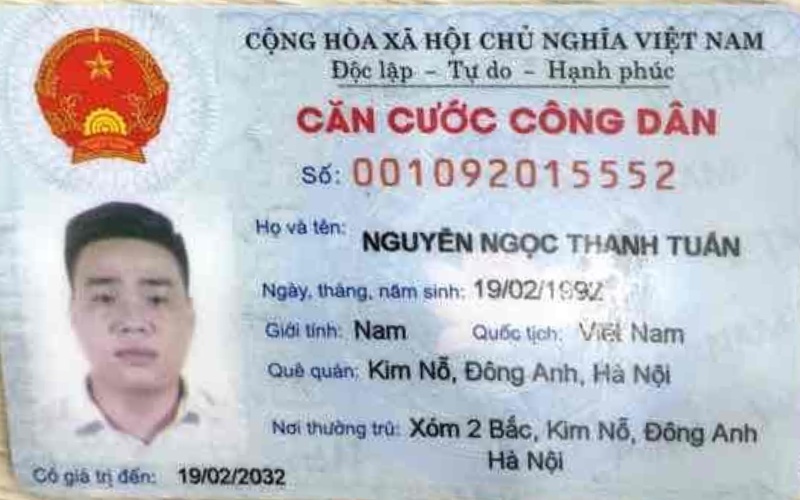 CỘNG HÒA XÃ HỘI CHỦ NGHĨA VIỆT NAM
Độc lập – Tự do – Hạnh phúc
CĂN CƯỚC CÔNG DÂN
Số: 001092015552
Họ và tên: NGUYỄN NGỌC THANH TUẤN
Ngày, tháng, năm sinh: 19/02/1992
Giới tính: Nam Quốc tịch: Việt Nam
Quê quán: Kim Nỗ, Đông Anh, Hà Nội
Nơi thường trú: Xóm 2 Bắc, Kim Nỗ, Đông Anh
Hà Nội
Có giá trị đến: 19/02/2032